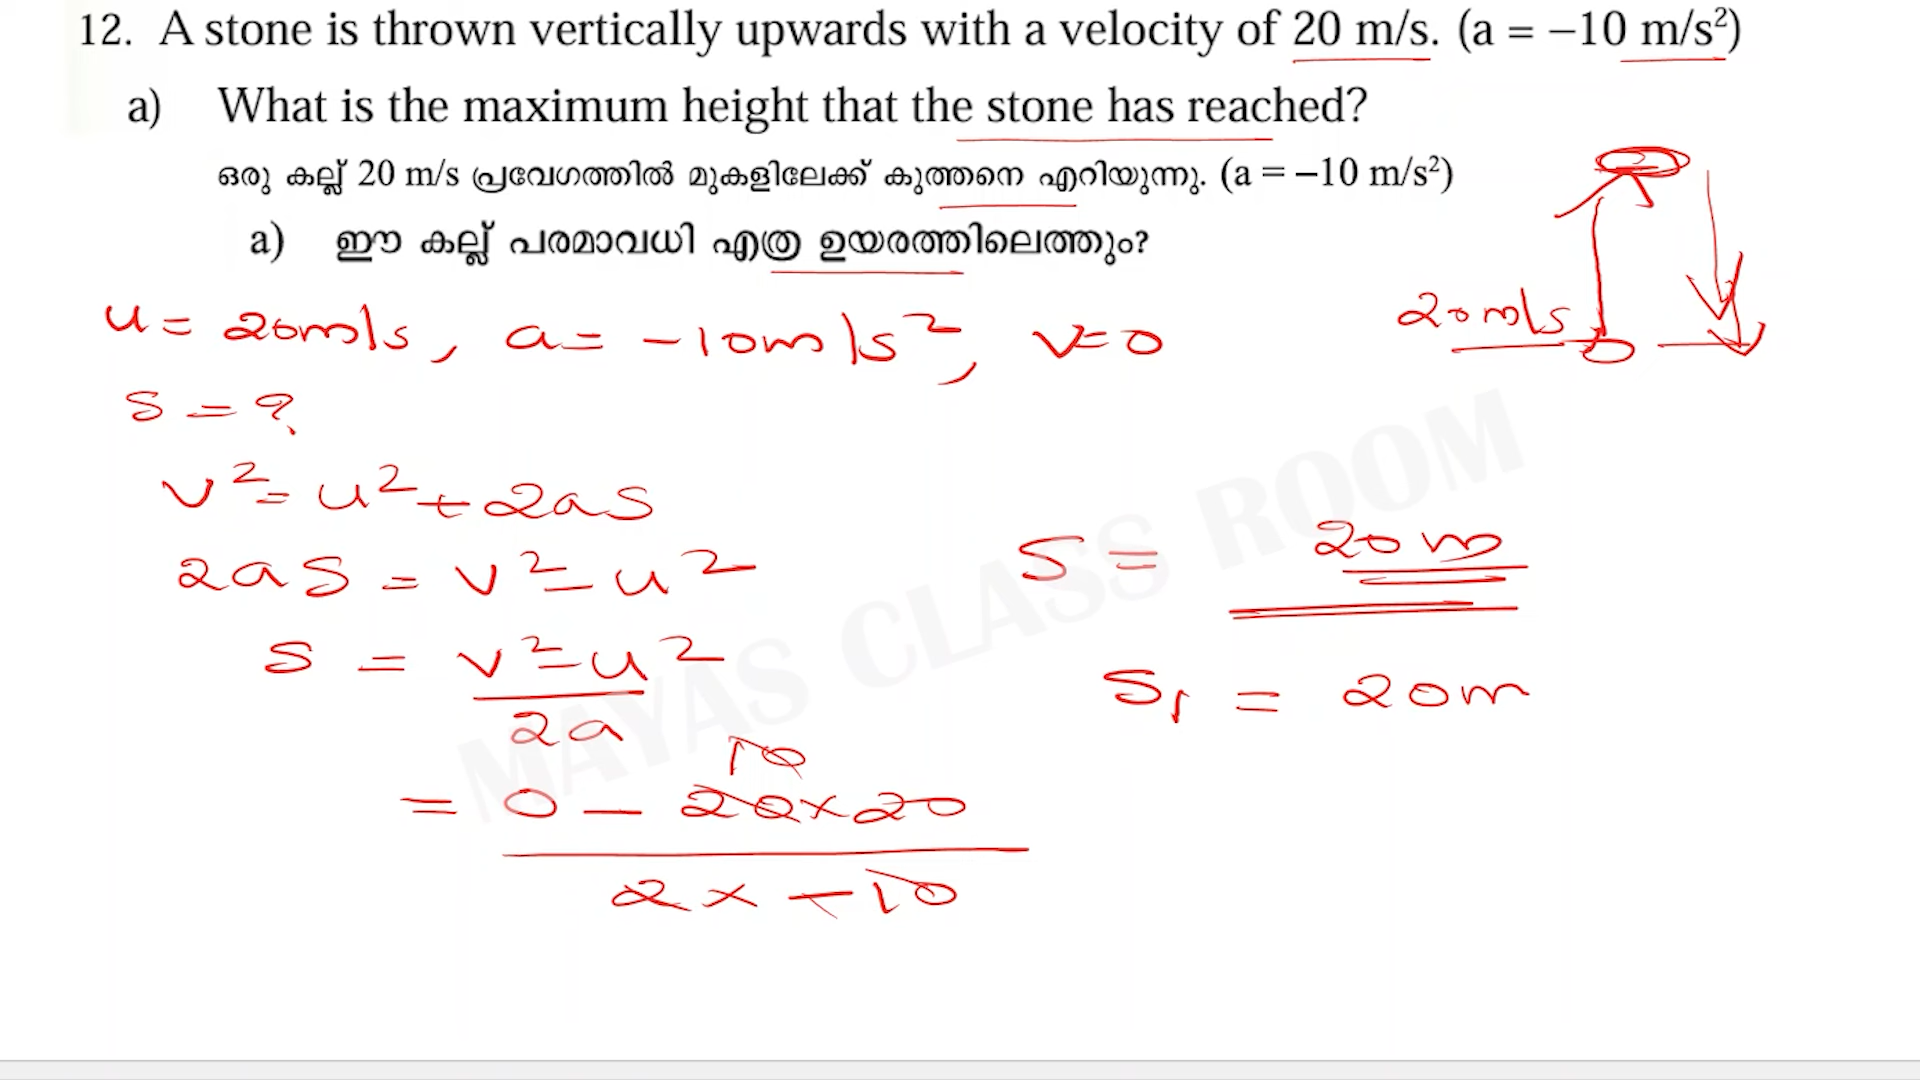 12. A stone is thrown vertically upwards with a velocity of 20 m/s. (a = −10 m/s²)
a) What is the maximum height that the stone has reached?
ഒരു കല്ല് 20 m/s പ്രവേഗത്തിൽ മുകളിലേക്ക് കുത്തനെ എറിയുന്നു. (a = −10 m/s²)
a) ഈ കല്ല് പരമാവധി എത്ര ഉയരത്തിലെത്തും?
20m/s
u = 20m/s, a = -10m/s², v=0
s = ?
v² = u² + 2as
2as = v² - u²
s = v² - u²
2a
10
= 0 - 20 x 20
2 x -10
s = 20m
s₁ = 20m
MAYAS CLASS ROOM